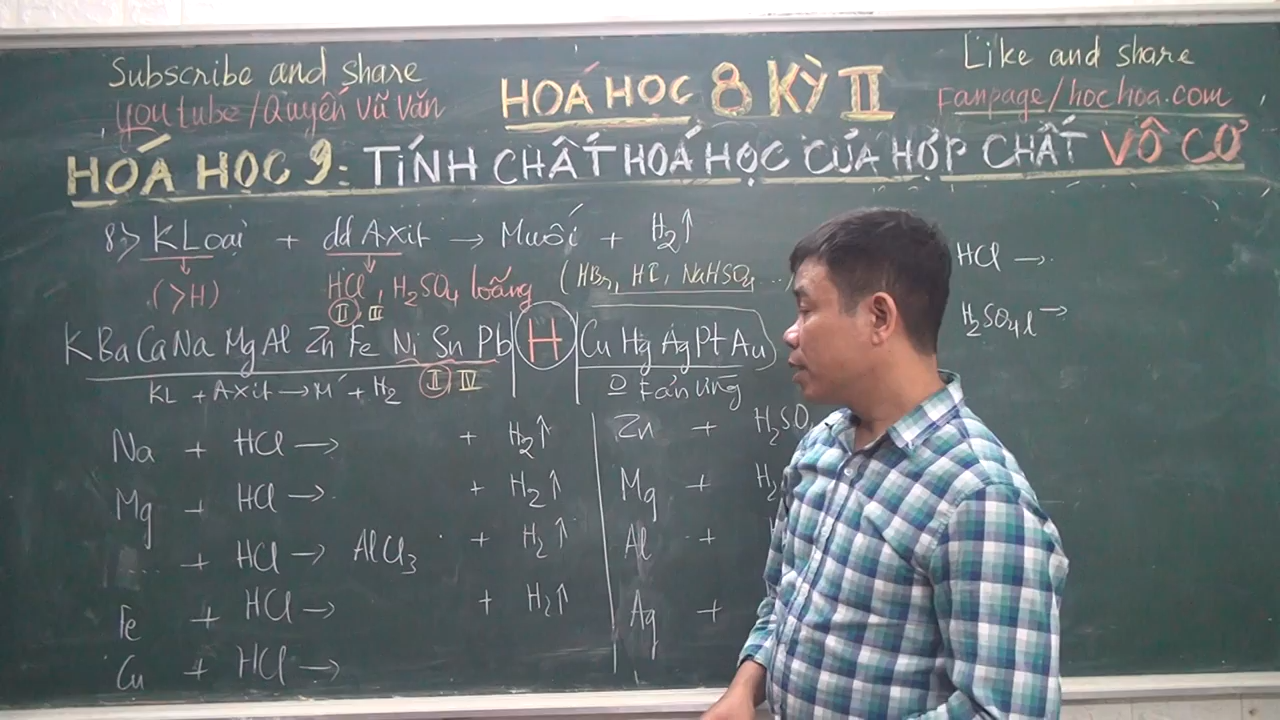 Subscribe and share
youtube/Quyến Vũ Văn
HOÁ HỌC 8 KỲ II
Like and share
Fanpage/hochoa.com
HOÁ HỌC 9: TÍNH CHẤT HOÁ HỌC CỦA HỢP CHẤT VÔ CƠ
8,> KLoại + dd Axit → Muối + H2↑
(>H) HCl, H2SO4 loãng (HBr, HI, NaHSO4...)
II, III
K Ba Ca Na Mg Al Zn Fe Ni Sn Pb H Cu Hg Ag Pt Au
KL + Axit → M' + H2
II IV
Na + HCl → + H2↑
Mg + HCl → + H2↑
+ HCl → AlCl3 + H2↑
Fe + HCl → + H2↑
Cu + HCl →
Zn + H2SO
Mg + H2
Al +
Ag +
HCl →
H2SO4l →